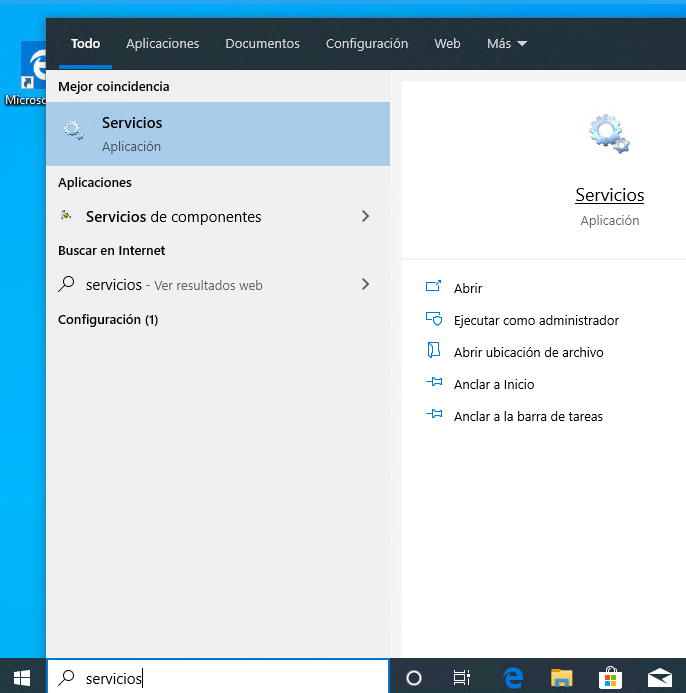 Todo Aplicaciones Documentos Configuración Web Más
Microso
Mejor coincidencia
Servicios
Aplicación
Aplicaciones
Servicios de componentes
Buscar en Internet
servicios - Ver resultados web
Configuración (1)
Servicios
Aplicación
Abrir
Ejecutar como administrador
Abrir ubicación de archivo
Anclar a Inicio
Anclar a la barra de tareas
servicios